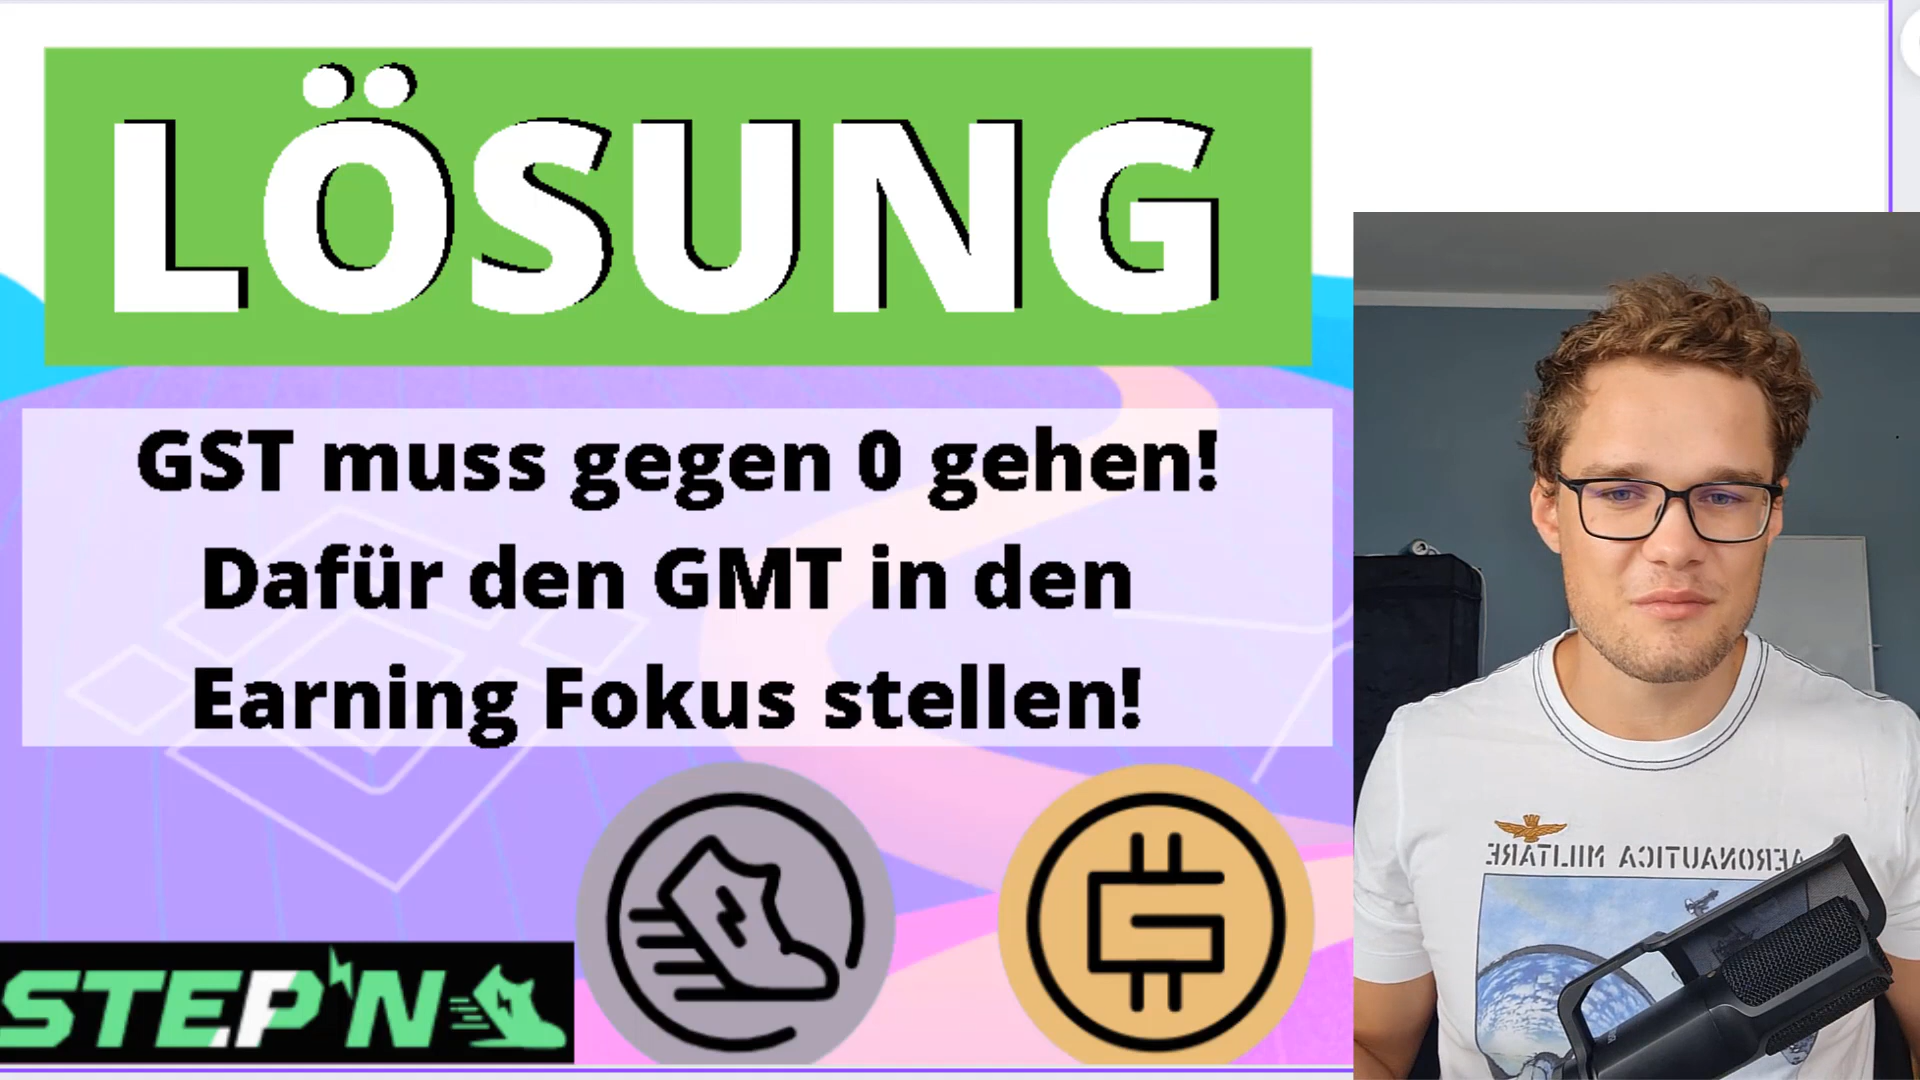 LÖSUNG
GST muss gegen 0 gehen!
Dafür den GMT in den
Earning Fokus stellen!
STEP'N
AERONAUTICA MILITARE